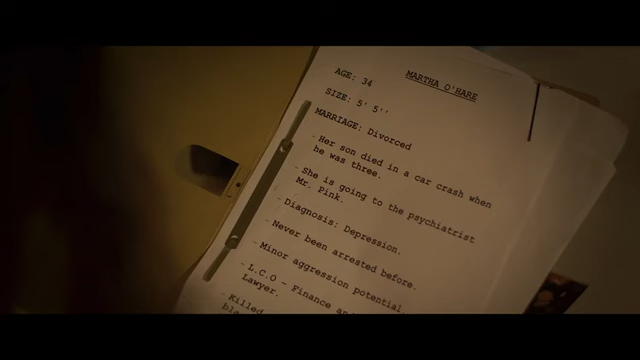 MARTHA O'HARE
AGE: 34
SIZE: 5' 5''
MARRIAGE: Divorced
- Her son died in a car crash when
he was three.
- She is going to the psychiatrist
Mr. Pink.
- Diagnosis: Depression.
- Never been arrested before.
- Minor aggression potential.
- L.C.O - Finance
Lawyer.
- Killed